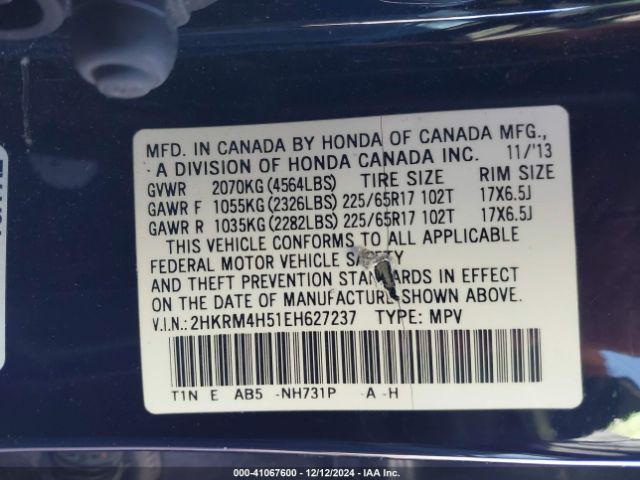 MFD. IN CANADA BY HONDA OF CANADA MFG.,
A DIVISION OF HONDA CANADA INC. 11/'13
GVWR 2070KG (4564LBS) TIRE SIZE RIM SIZE
GAWR F 1055KG (2326LBS) 225/65R17 102T 17X6.5J
GAWR R 1035KG (2282LBS) 225/65R17 102T 17X6.5J
THIS VEHICLE CONFORMS TO ALL APPLICABLE
FEDERAL MOTOR VEHICLE SAFETY
AND THEFT PREVENTION STANDARDS IN EFFECT
ON THE DATE OF MANUFACTURE SHOWN ABOVE.
V.I.N.: 2HKRM4H51EH627237 TYPE: MPV
T1N E AB5 -NH731P A -H
000-41067600 - 12/12/2024 - IAA Inc.